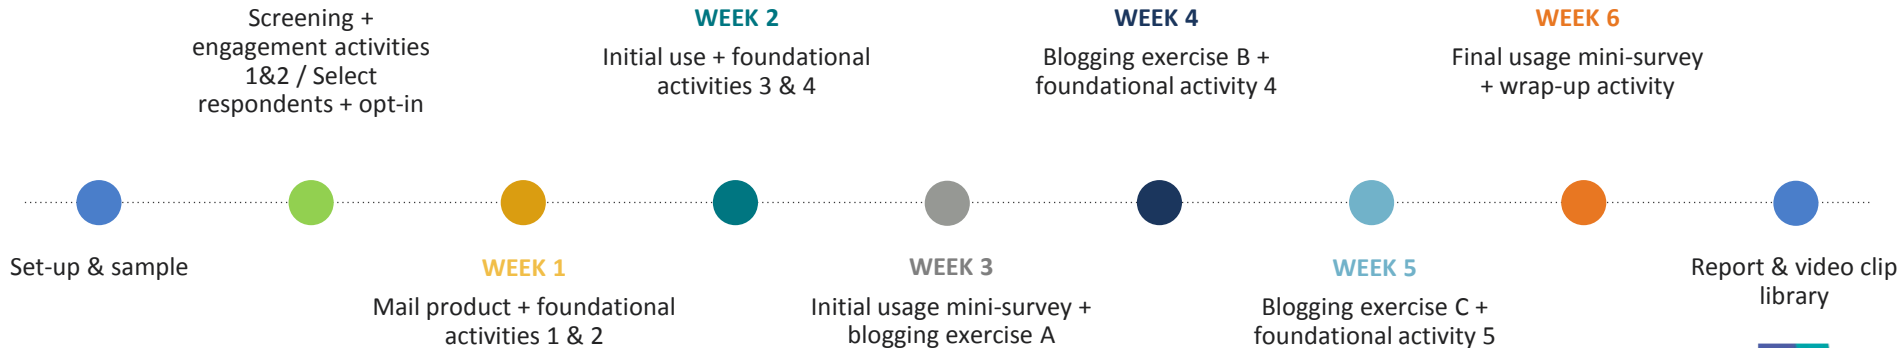 Screening +
engagement activities
1&2 / Select
respondents + opt-in
WEEK 2
Initial use + foundational
activities 3 & 4
WEEK 4
Blogging exercise B +
foundational activity 4
WEEK 6
Final usage mini-survey
+ wrap-up activity
Set-up & sample
WEEK 1
Mail product + foundational
activities 1 & 2
WEEK 3
Initial usage mini-survey +
blogging exercise A
WEEK 5
Blogging exercise C +
foundational activity 5
Report & video clip
library